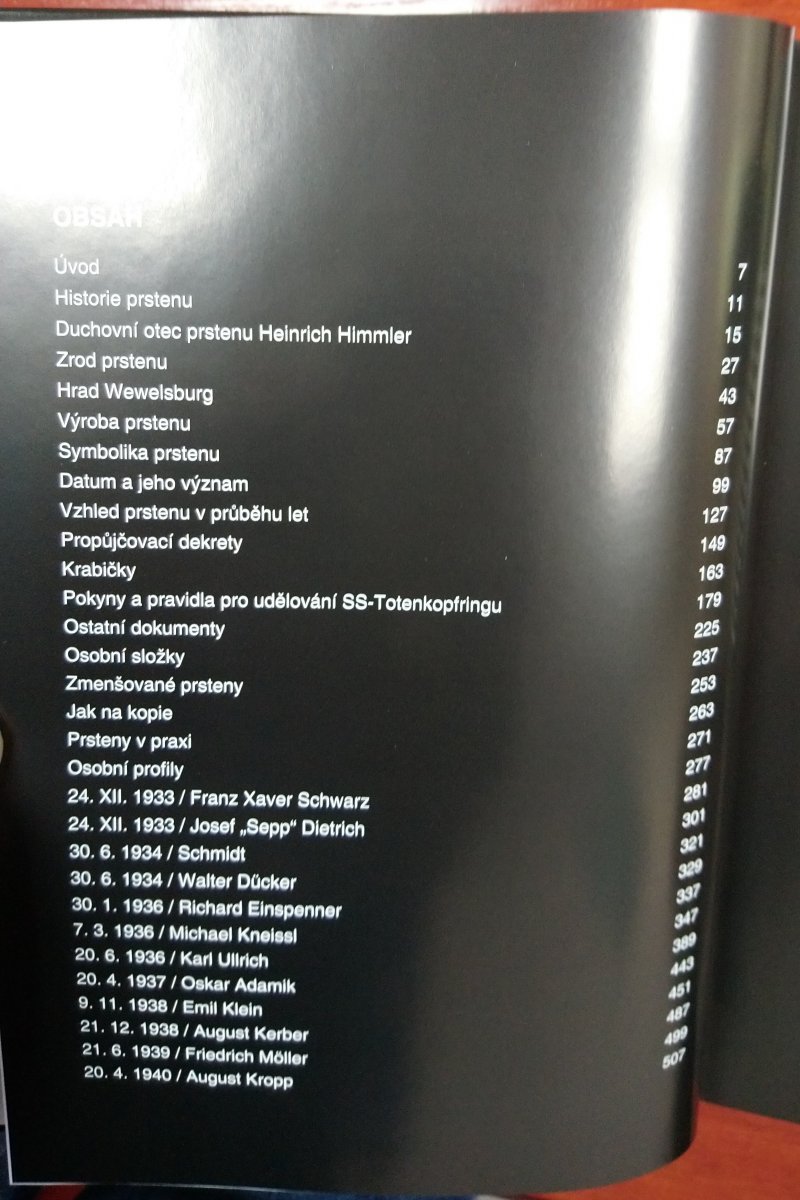 OBSAH
Úvod 7
Historie prstenu 11
Duchovní otec prstenu Heinrich Himmler 15
Zrod prstenu 27
Hrad Wewelsburg 43
Výroba prstenu 57
Symbolika prstenu 87
Datum a jeho význam 99
Vzhled prstenu v průběhu let 127
Propůjčovací dekrety 149
Krabičky 163
Pokyny a pravidla pro udělování SS-Totenkopfringu 179
Ostatní dokumenty 225
Osobní složky 237
Zmenšované prsteny 253
Jak na kopie 263
Prsteny v praxi 271
Osobní profily 277
24. XII. 1933 / Franz Xaver Schwarz 281
24. XII. 1933 / Josef „Sepp“ Dietrich 301
30. 6. 1934 / Schmidt 321
30. 6. 1934 / Walter Dücker 329
30. 1. 1936 / Richard Einspenner 337
7. 3. 1936 / Michael Kneissl 347
20. 6. 1936 / Karl Ullrich 389
20. 4. 1937 / Oskar Adamik 443
9. 11. 1938 / Emil Klein 451
21. 12. 1938 / August Kerber 487
21. 6. 1939 / Friedrich Möller 499
20. 4. 1940 / August Kropp 507